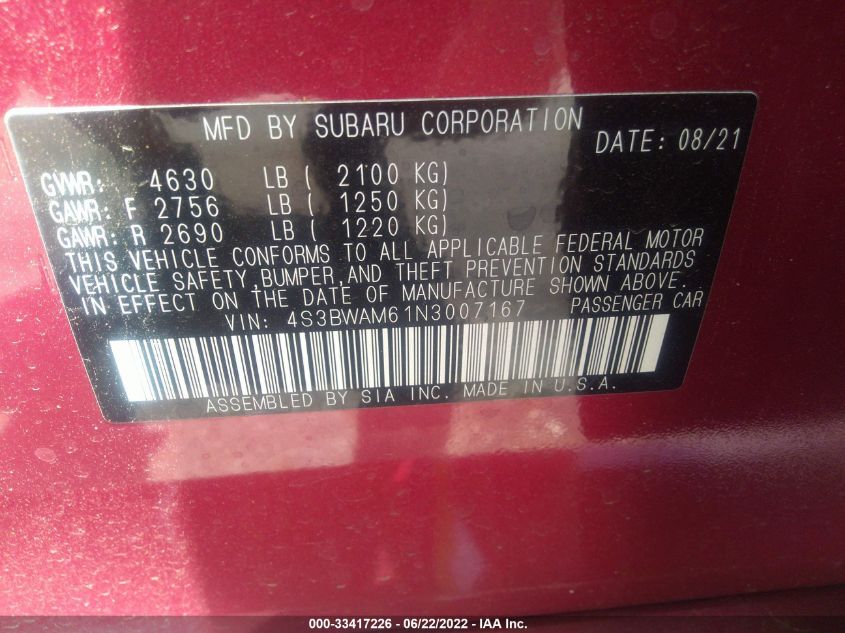 MFD BY SUBARU CORPORATION
DATE: 08/21
GVWR: 4630 LB ( 2100 KG)
GAWR: F 2756 LB ( 1250 KG)
GAWR: R 2690 LB ( 1220 KG)
THIS VEHICLE CONFORMS TO ALL APPLICABLE FEDERAL MOTOR
VEHICLE SAFETY,BUMPER,AND THEFT PREVENTION STANDARDS
IN EFFECT ON THE DATE OF MANUFACTURE SHOWN ABOVE.
VIN: 4S3BWAM61N3007167 PASSENGER CAR
ASSEMBLED BY SIA INC. MADE IN U.S.A.
000-33417226 - 06/22/2022 - IAA Inc.